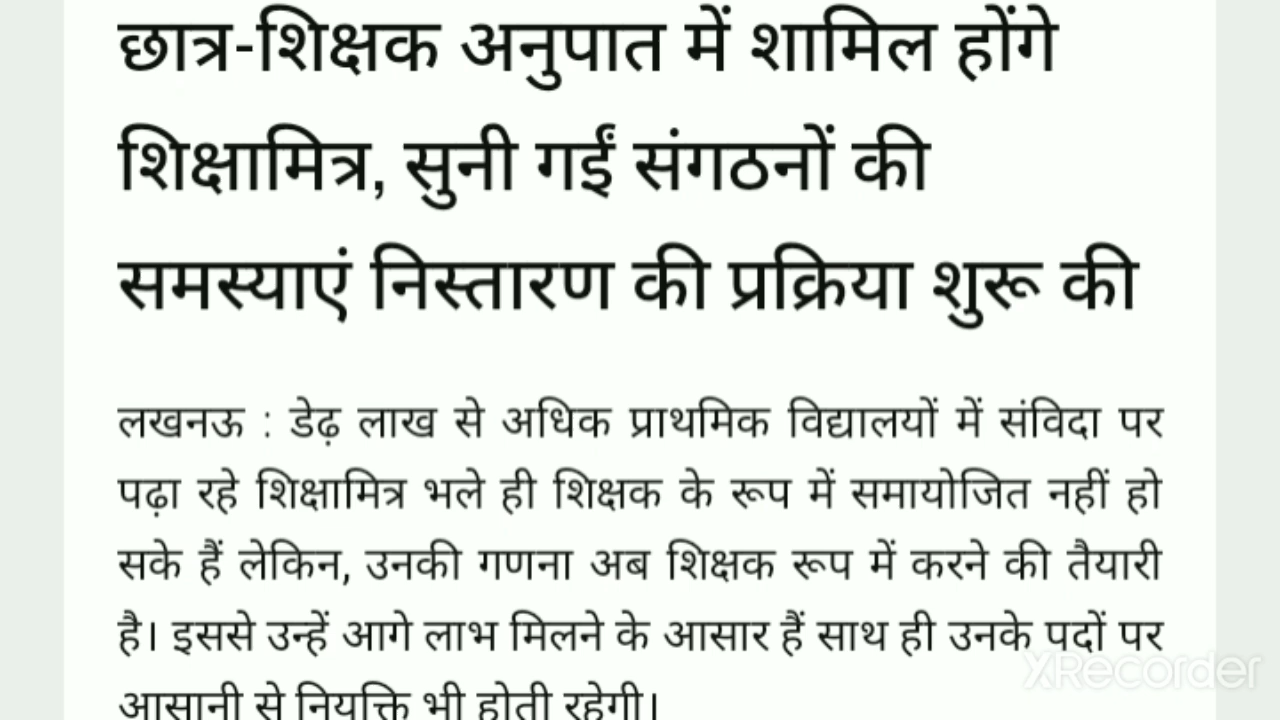 छात्र-शिक्षक अनुपात में शामिल होंगे
शिक्षामित्र, सुनी गईं संगठनों की
समस्याएं निस्तारण की प्रक्रिया शुरू की
लखनऊ : डेढ़ लाख से अधिक प्राथमिक विद्यालयों में संविदा पर
पढ़ा रहे शिक्षामित्र भले ही शिक्षक के रूप में समायोजित नहीं हो
सके हैं लेकिन, उनकी गणना अब शिक्षक रूप में करने की तैयारी
है। इससे उन्हें आगे लाभ मिलने के आसार हैं साथ ही उनके पदों पर
XRecorder
आसानी से नियुक्ति भी होती रहेगी।